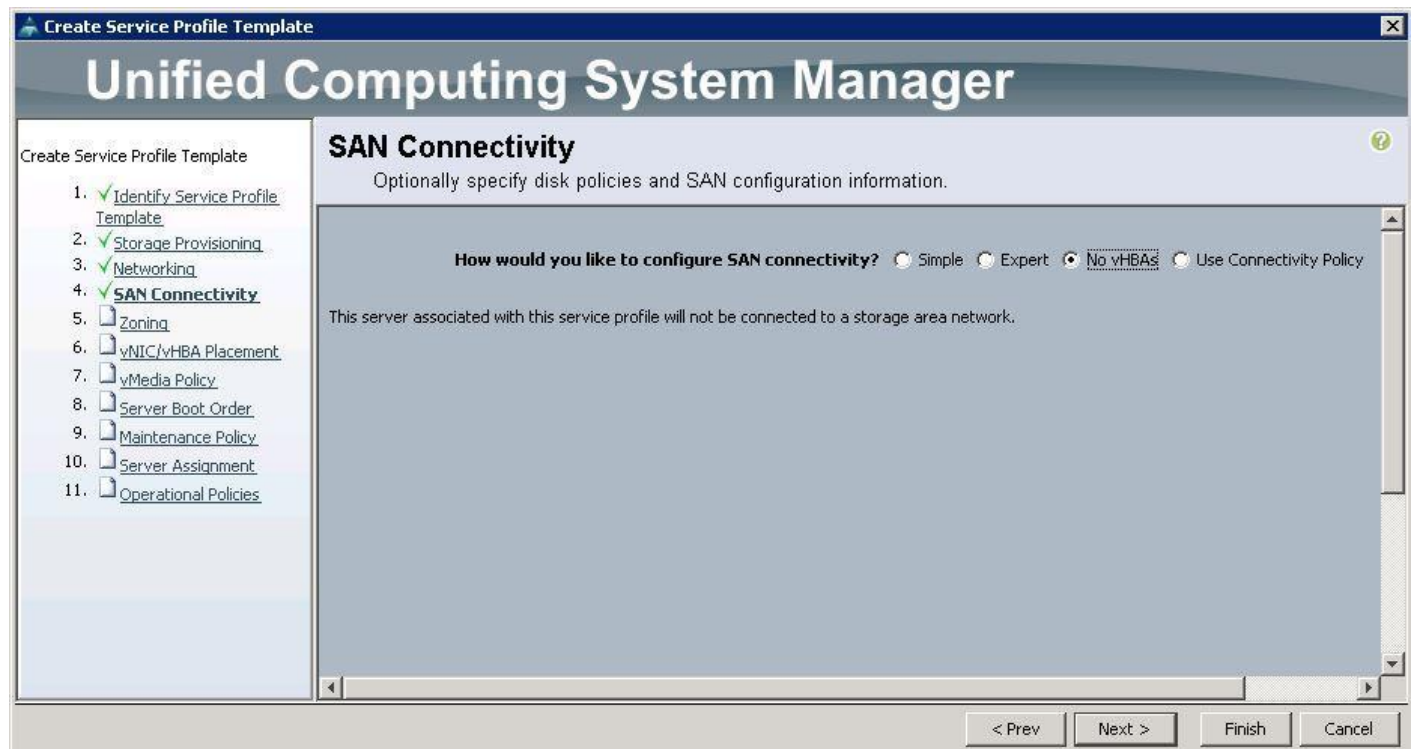 Create Service Profile Template
Unified Computing System Manager
Create Service Profile Template
1. Identify Service Profile
Template
2. Storage Provisioning
3. Networking
4. SAN Connectivity
5. Zoning
6. vNIC/vHBA Placement
7. vMedia Policy
8. Server Boot Order
9. Maintenance Policy
10. Server Assignment
11. Operational Policies
SAN Connectivity
Optionally specify disk policies and SAN configuration information.
How would you like to configure SAN connectivity? Simple Expert No vHBAs Use Connectivity Policy
This server associated with this service profile will not be connected to a storage area network.
< Prev Next > Finish Cancel